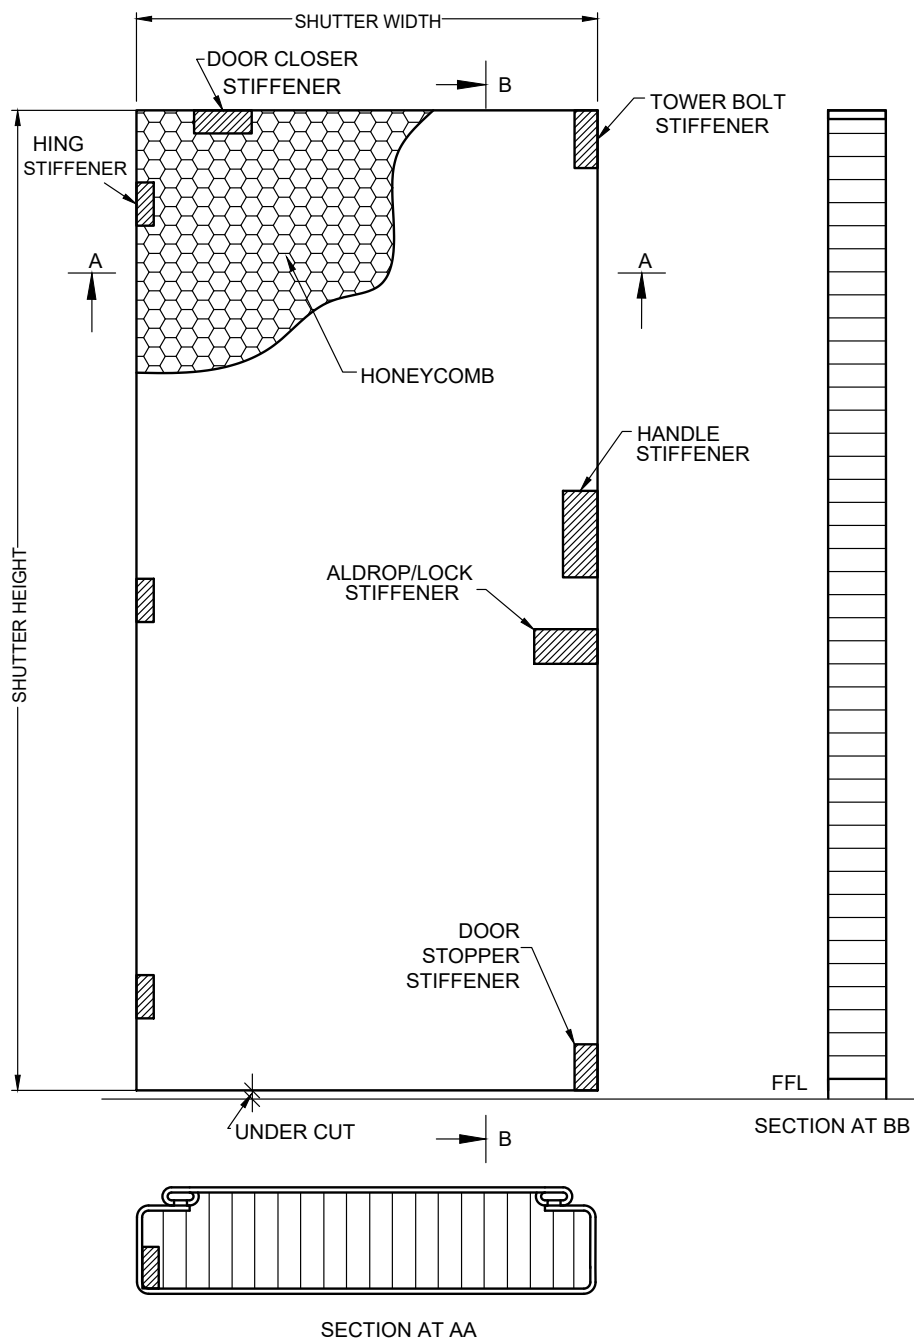 SHUTTER WIDTH
DOOR CLOSER
STIFFENER
B
TOWER BOLT
STIFFENER
HING
STIFFENER
A
A
HONEYCOMB
HANDLE
STIFFENER
ALDROP/LOCK
STIFFENER
SHUTTER HEIGHT
DOOR
STOPPER
STIFFENER
FFL
UNDER CUT
B
SECTION AT BB
SECTION AT AA